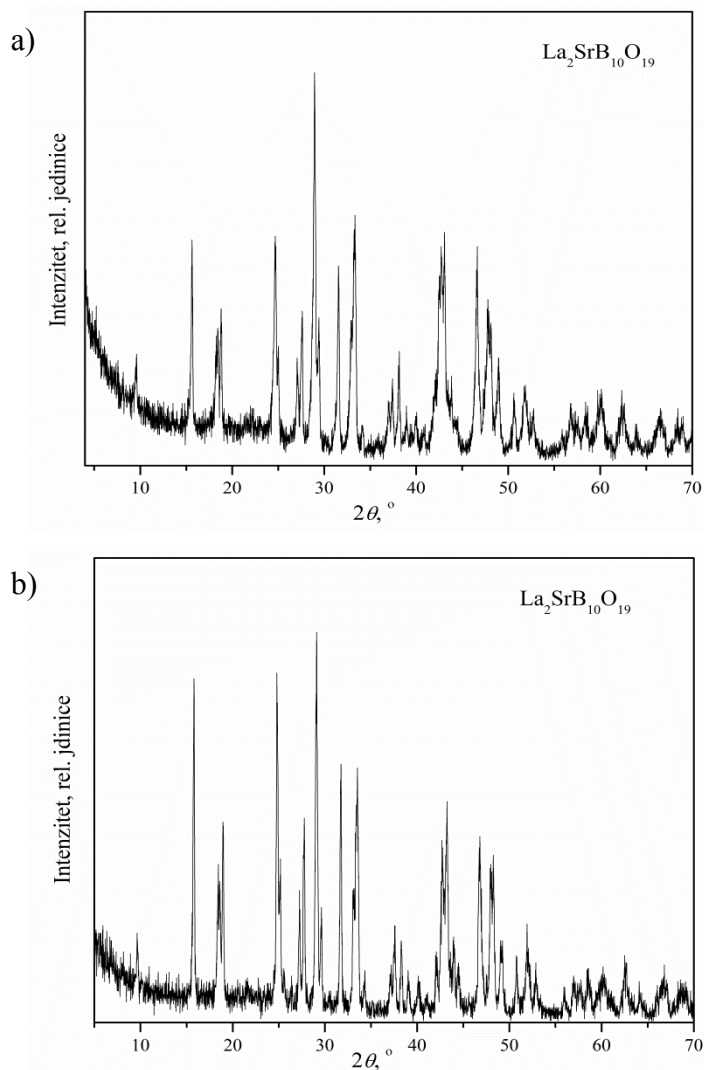 a)
La₂SrB₁₀O₁₉
Intenzitet, rel. jedinice
10 20 30 40 50 60 70
2θ, °
b)
La₂SrB₁₀O₁₉
Intenzitet, rel. jdinice
10 20 30 40 50 60 70
2θ, °